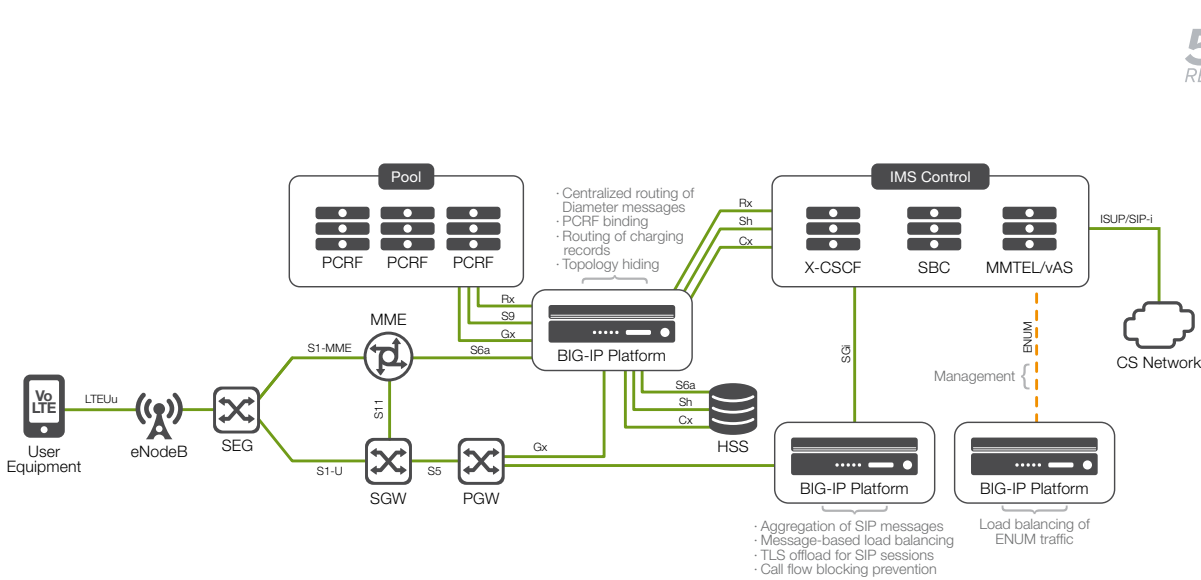 5
RE
Pool
PCRF
PCRF
PCRF
· Centralized routing of
Diameter messages
· PCRF binding
· Routing of charging
records
· Topology hiding
IMS Control
X-CSCF
SBC
MMTEL/vAS
Rx
Sh
Cx
ISUP/SIP-i
CS Network
Rx
S9
Gx
S6a
BIG-IP Platform
MME
S1-MME
S11
SGi
ENUM
Management
Vo
LTE
LTEUu
User
Equipment
eNodeB
SEG
S1-U
SGW
S5
PGW
Gx
S6a
Sh
Cx
HSS
BIG-IP Platform
· Aggregation of SIP messages
· Message-based load balancing
· TLS offload for SIP sessions
· Call flow blocking prevention
BIG-IP Platform
Load balancing of
ENUM traffic